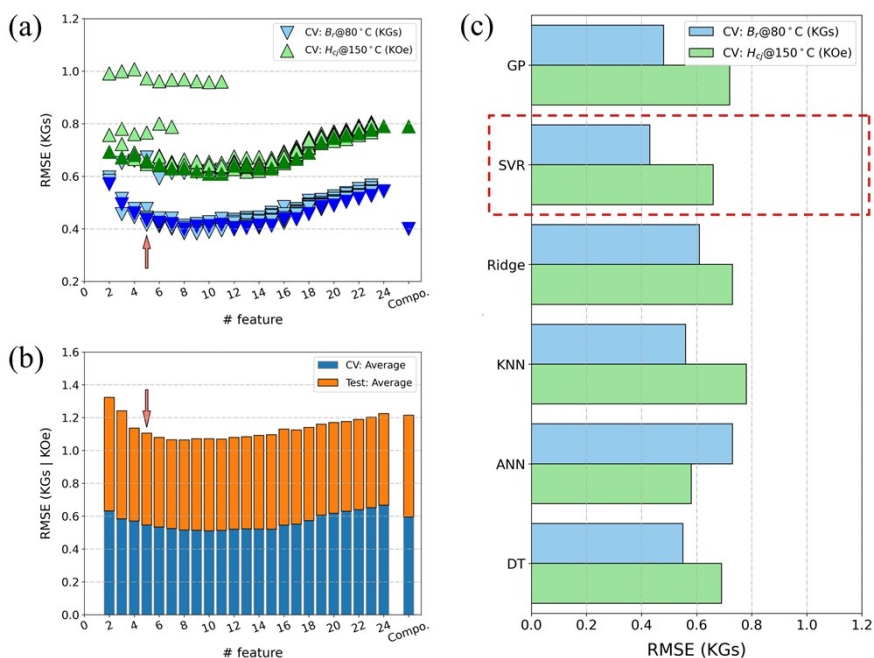 (a)
CV: Br@80°C (KGs)
CV: Hcj@150°C (KOe)
RMSE (KGs)
1.2
1.0
0.8
0.6
0.4
0.2
0 2 4 6 8 10 12 14 16 18 20 22 24 Compo.
# feature
(b)
CV: Average
Test: Average
RMSE (KGs | KOe)
1.6
1.4
1.2
1.0
0.8
0.6
0.4
0.2
0.0
0 2 4 6 8 10 12 14 16 18 20 22 24 Compo.
# feature
(c)
CV: Br@80°C (KGs)
CV: Hcj@150°C (KOe)
GP
SVR
Ridge
KNN
ANN
DT
0.0 0.2 0.4 0.6 0.8 1.0 1.2
RMSE (KGs)